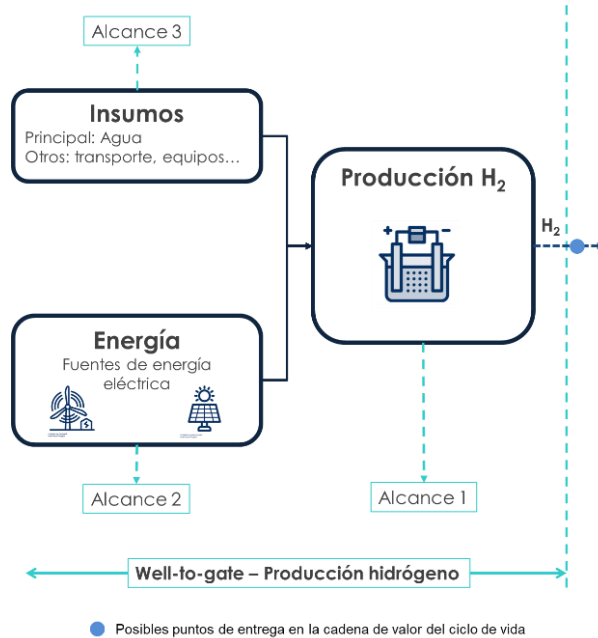 Alcance 3
Insumos
Principal: Agua
Otros: transporte, equipos...
Producción H₂
+ −
H₂
Energía
Fuentes de energía
eléctrica
Alcance 2
Alcance 1
Well-to-gate – Producción hidrógeno
Posibles puntos de entrega en la cadena de valor del ciclo de vida